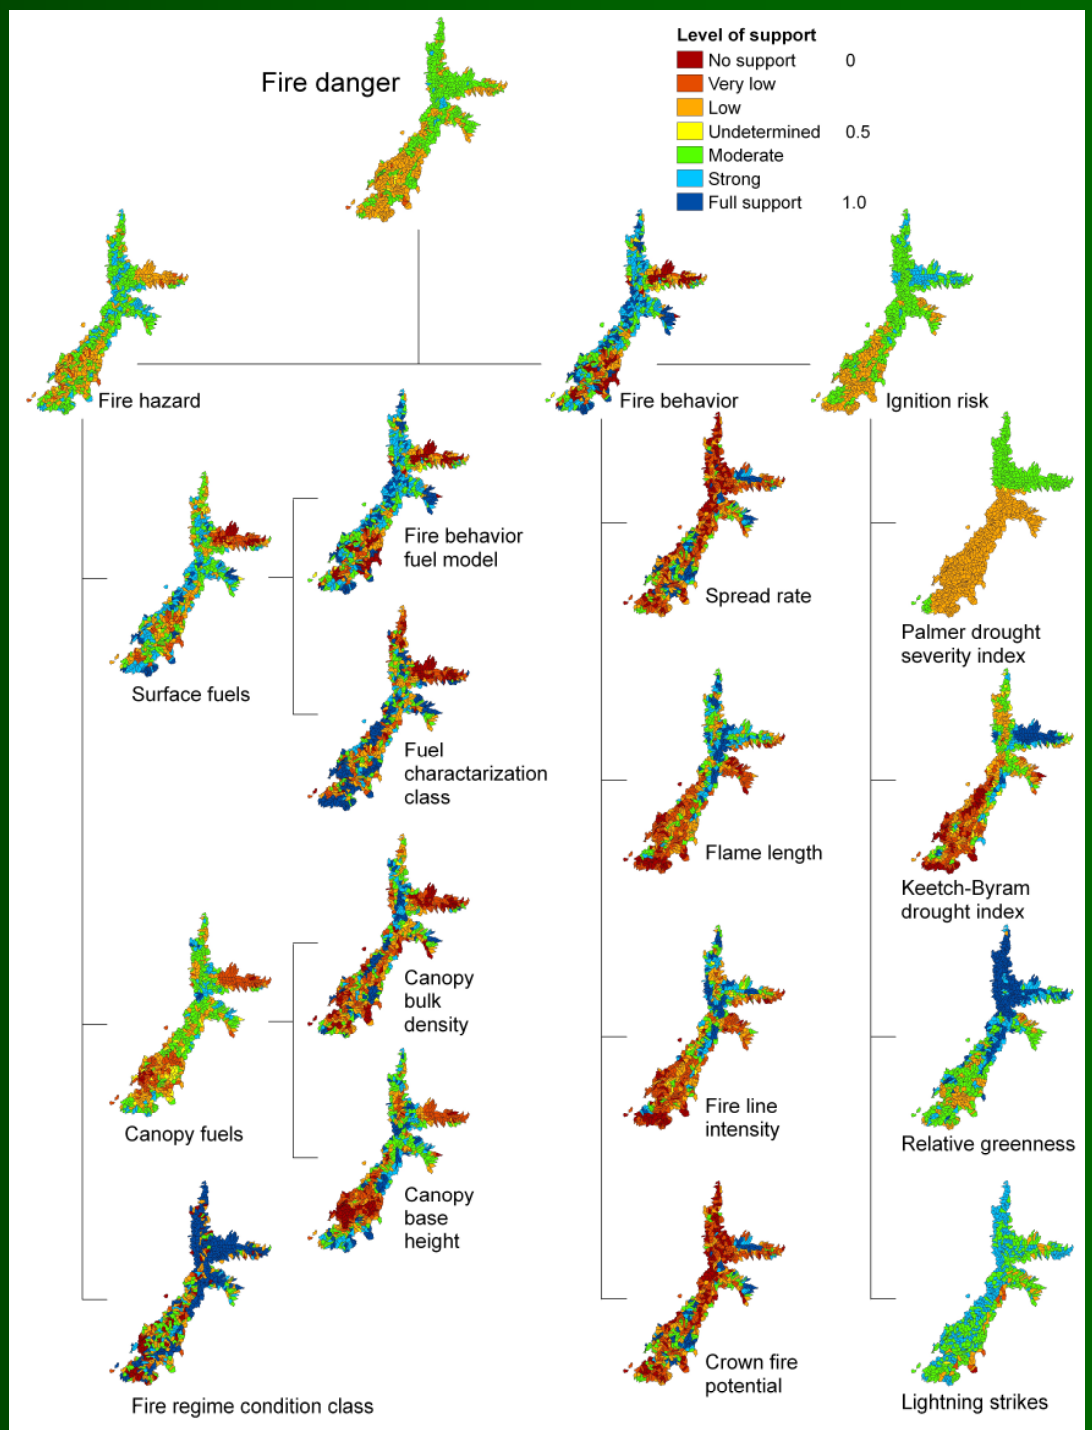 Fire danger
Level of support
No support 0
Very low
Low
Undetermined 0.5
Moderate
Strong
Full support 1.0
Fire hazard
Fire behavior
Ignition risk
Surface fuels
Fire behavior
fuel model
Fuel
charactarization
class
Canopy fuels
Canopy
bulk
density
Canopy
base
height
Fire regime condition class
Spread rate
Flame length
Fire line
intensity
Crown fire
potential
Palmer drought
severity index
Keetch-Byram
drought index
Relative greenness
Lightning strikes